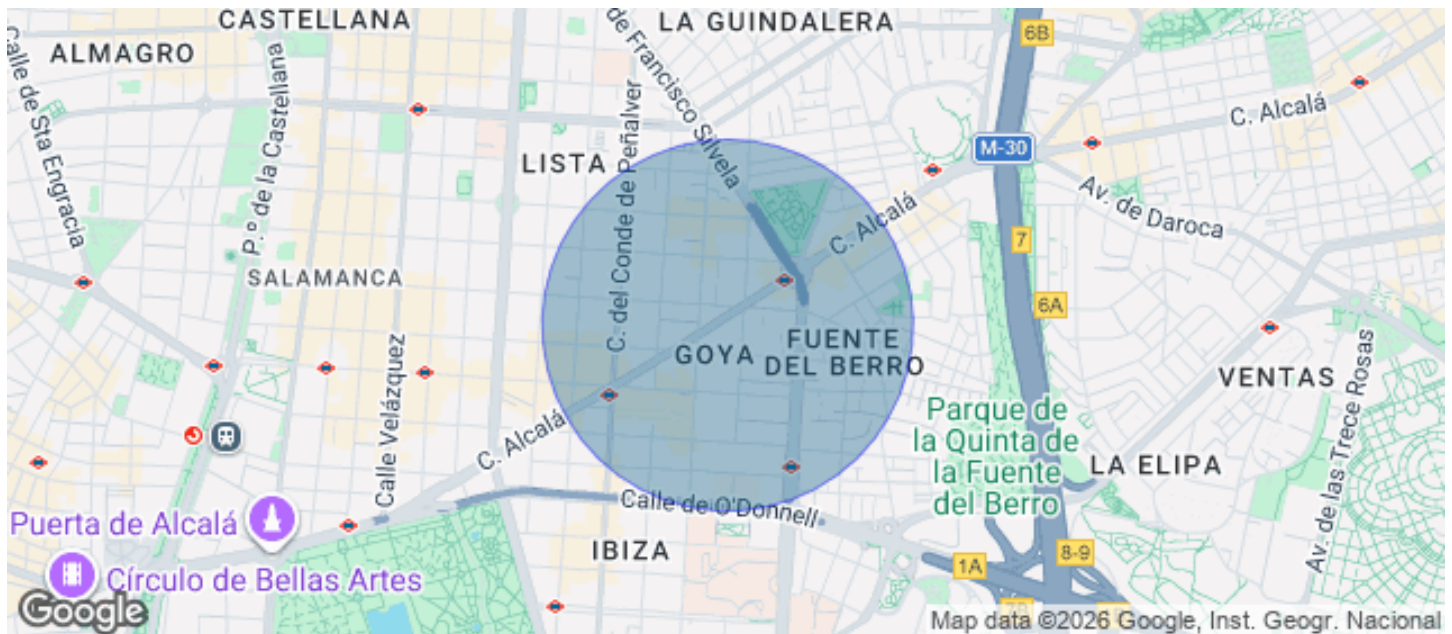 CASTELLANA
LA GUINDALERA
ALMAGRO
6B
Calle de Sta Engracia
P.º de la Castellana
C. del Conde de Peñalver
de Francisco Silvela
C. Alcalá
M-30
LISTA
Av. de Daroca
C. Alcalá
7
SALAMANCA
6A
Calle Velázquez
GOYA
FUENTE
DEL BERRO
VENTAS
Av. de las Trece Rosas
Parque de
la Quinta de
la Fuente
del Berro
C. Alcalá
LA ELIPA
Calle de O'Donnell
Puerta de Alcalá
IBIZA
8-9
1A
Círculo de Bellas Artes
Google
Map data ©2026 Google, Inst. Geogr. Nacional